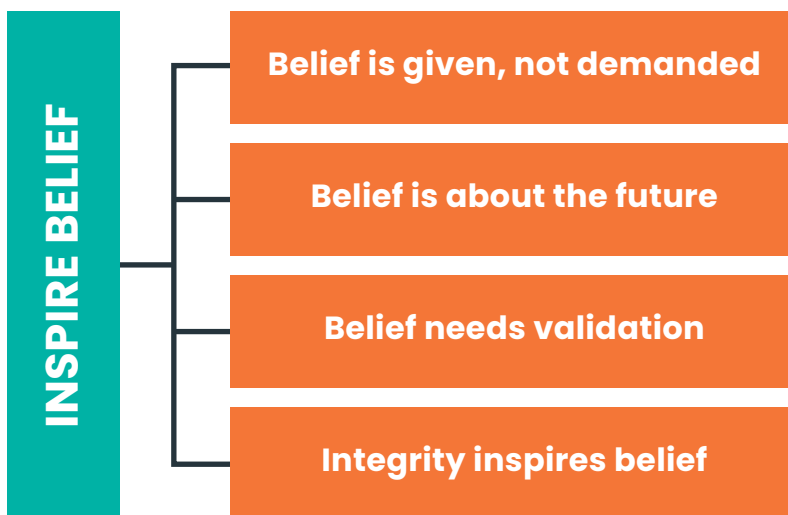 INSPIRE BELIEF
Belief is given, not demanded
Belief is about the future
Belief needs validation
Integrity inspires belief